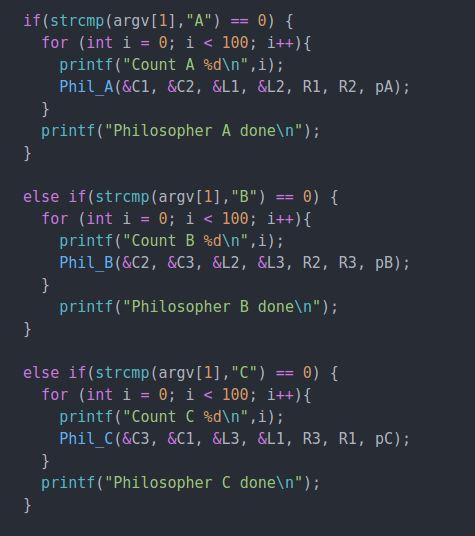 if(strcmp(argv[1],"A") == 0) {
  for (int i = 0; i < 100; i++){
    printf("Count A %d\n",i);
    Phil_A(&C1, &C2, &L1, &L2, R1, R2, pA);
  }
  printf("Philosopher A done\n");
}

else if(strcmp(argv[1],"B") == 0) {
  for (int i = 0; i < 100; i++){
    printf("Count B %d\n",i);
    Phil_B(&C2, &C3, &L2, &L3, R2, R3, pB);
  }
    printf("Philosopher B done\n");
}

else if(strcmp(argv[1],"C") == 0) {
  for (int i = 0; i < 100; i++){
    printf("Count C %d\n",i);
    Phil_C(&C3, &C1, &L3, &L1, R3, R1, pC);
  }
  printf("Philosopher C done\n");
}